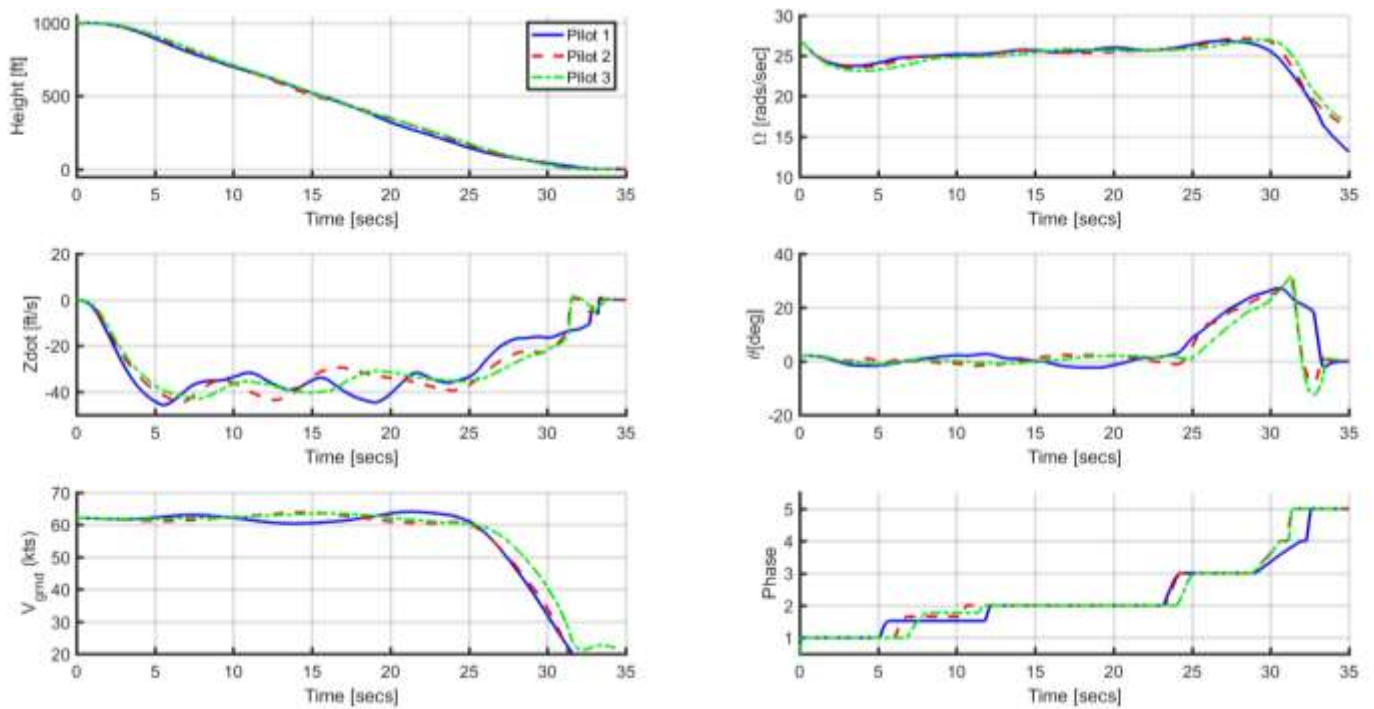 Height [ft]
1000
500
0
Pilot 1
Pilot 2
Pilot 3
0 5 10 15 20 25 30 35
Time [secs]
Ω [rads/sec]
30
25
20
15
10
0 5 10 15 20 25 30 35
Time [secs]
Zdot [ft/s]
20
0
-20
-40
0 5 10 15 20 25 30 35
Time [secs]
θ[deg]
40
20
0
-20
0 5 10 15 20 25 30 35
Time [secs]
V grnd (kts)
70
60
50
40
30
20
0 5 10 15 20 25 30 35
Time [secs]
Phase
5
4
3
2
1
0 5 10 15 20 25 30 35
Time [secs]